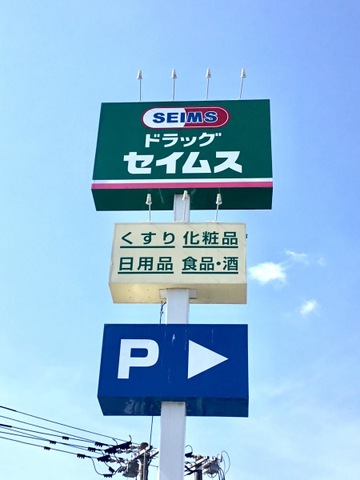 SEIMS
ドラッグ
セイムス
くすり 化粧品
日用品 食品・酒
P